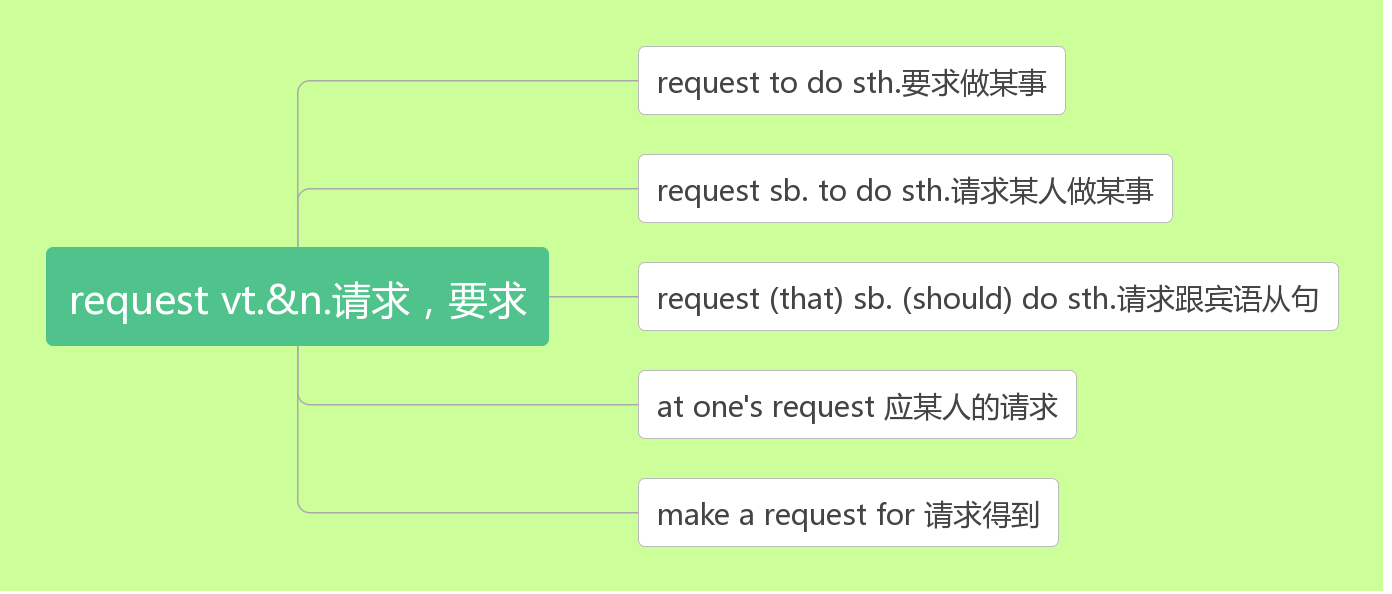 request to do sth.要求做某事
request sb. to do sth.请求某人做某事
request vt.&n.请求，要求
request (that) sb. (should) do sth.请求跟宾语从句
at one's request 应某人的请求
make a request for 请求得到